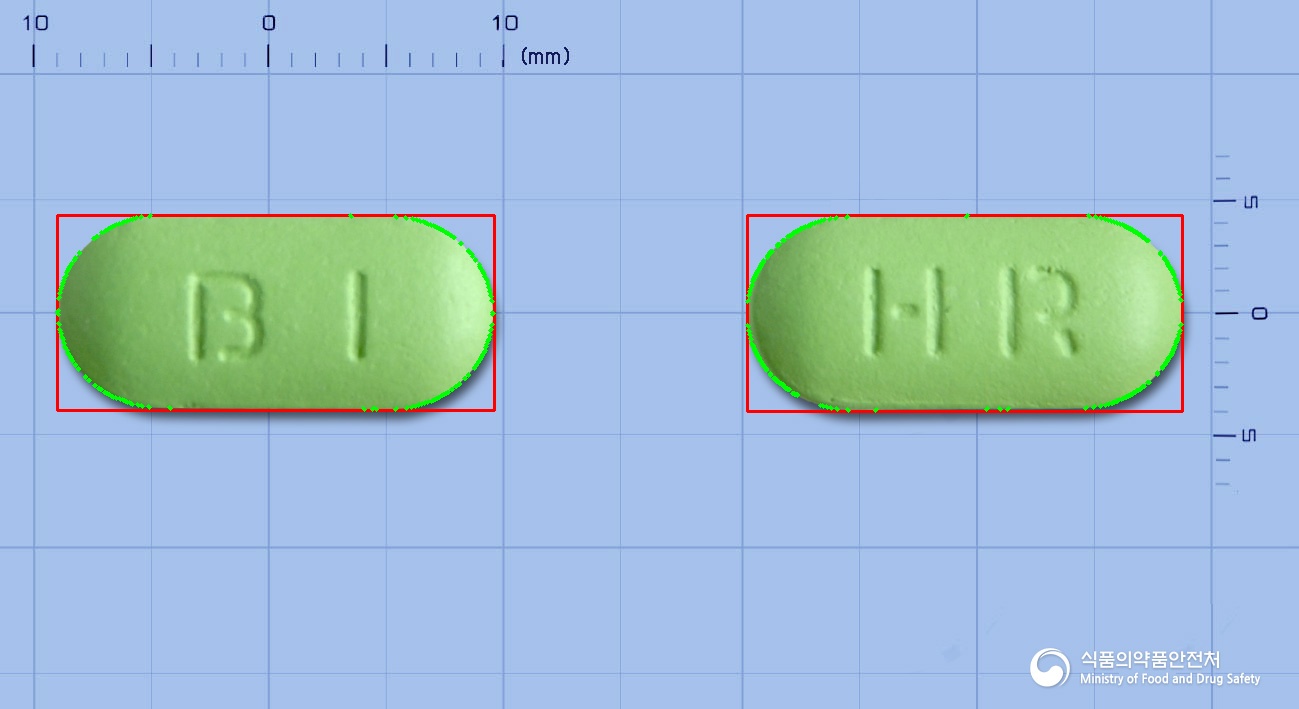 10 0 10
(mm)
B I
H R
5
0
5
식품의약품안전처
Ministry of Food and Drug Safety